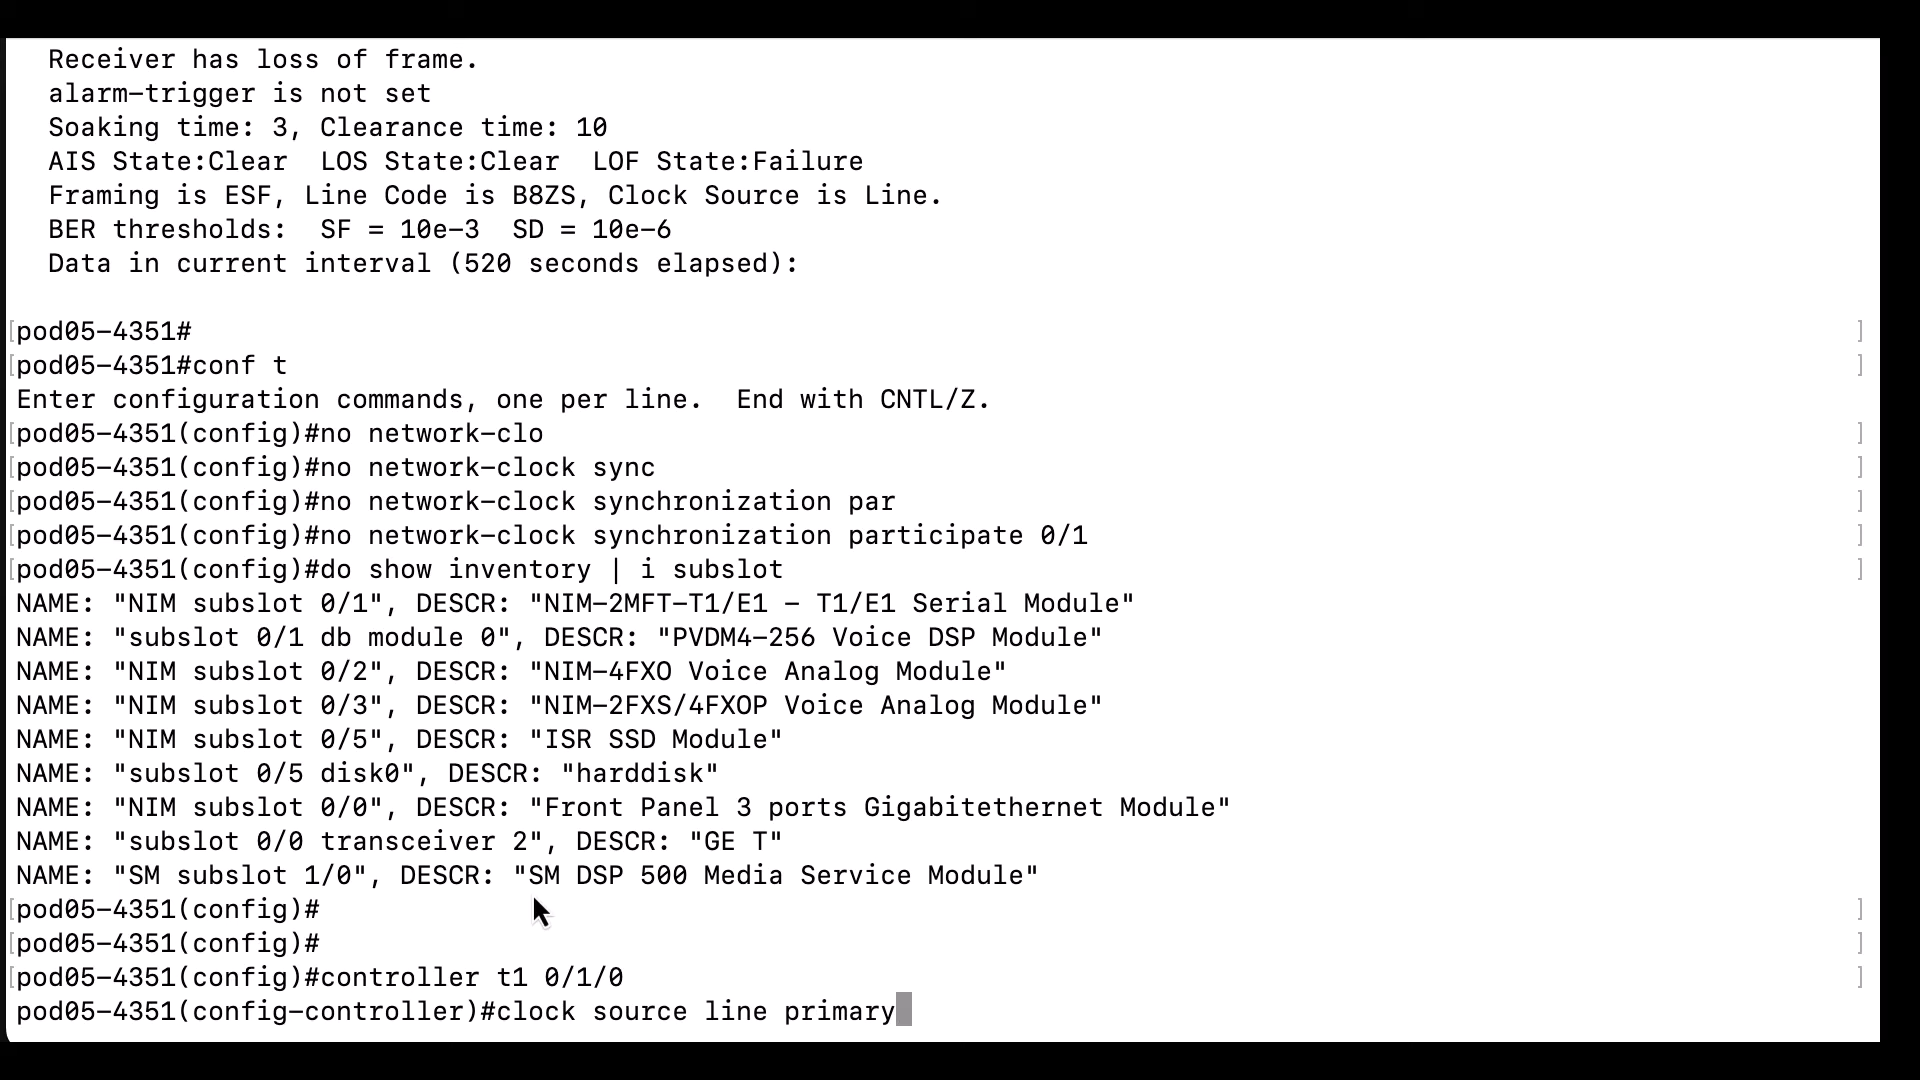 Receiver has loss of frame.
alarm-trigger is not set
Soaking time: 3, Clearance time: 10
AIS State:Clear  LOS State:Clear  LOF State:Failure
Framing is ESF, Line Code is B8ZS, Clock Source is Line.
BER thresholds:  SF = 10e-3  SD = 10e-6
Data in current interval (520 seconds elapsed):
[pod05-4351# ]
[pod05-4351#conf t ]
Enter configuration commands, one per line.  End with CNTL/Z.
[pod05-4351(config)#no network-clo ]
[pod05-4351(config)#no network-clock sync ]
[pod05-4351(config)#no network-clock synchronization par ]
[pod05-4351(config)#no network-clock synchronization participate 0/1 ]
[pod05-4351(config)#do show inventory | i subslot ]
NAME: "NIM subslot 0/1", DESCR: "NIM-2MFT-T1/E1 - T1/E1 Serial Module"
NAME: "subslot 0/1 db module 0", DESCR: "PVDM4-256 Voice DSP Module"
NAME: "NIM subslot 0/2", DESCR: "NIM-4FXO Voice Analog Module"
NAME: "NIM subslot 0/3", DESCR: "NIM-2FXS/4FXOP Voice Analog Module"
NAME: "NIM subslot 0/5", DESCR: "ISR SSD Module"
NAME: "subslot 0/5 disk0", DESCR: "harddisk"
NAME: "NIM subslot 0/0", DESCR: "Front Panel 3 ports Gigabitethernet Module"
NAME: "subslot 0/0 transceiver 2", DESCR: "GE T"
NAME: "SM subslot 1/0", DESCR: "SM DSP 500 Media Service Module"
[pod05-4351(config)# ]
[pod05-4351(config)# ]
[pod05-4351(config)#controller t1 0/1/0 ]
pod05-4351(config-controller)#clock source line primary